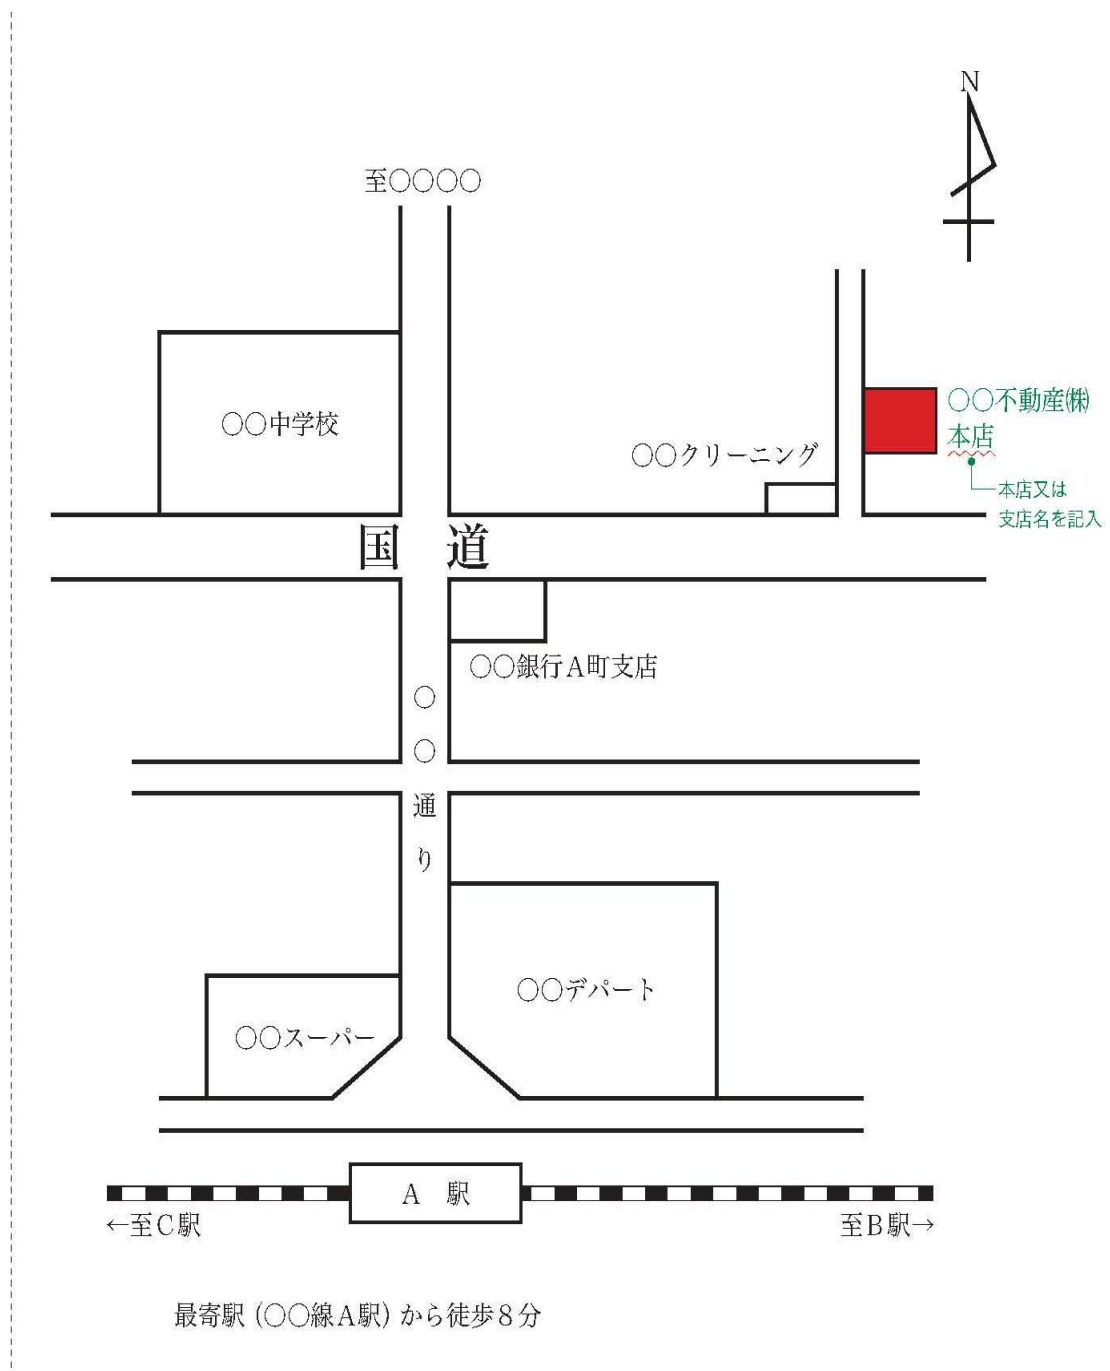 N
至○○○○
○○中学校
○○クリーニング
○○不動産㈱
本店
本店又は
支店名を記入
国道
○○銀行A町支店
○○通り
○○デパート
○○スーパー
A 駅
←至C駅
至B駅→
最寄駅(○○線A駅)から徒歩8分